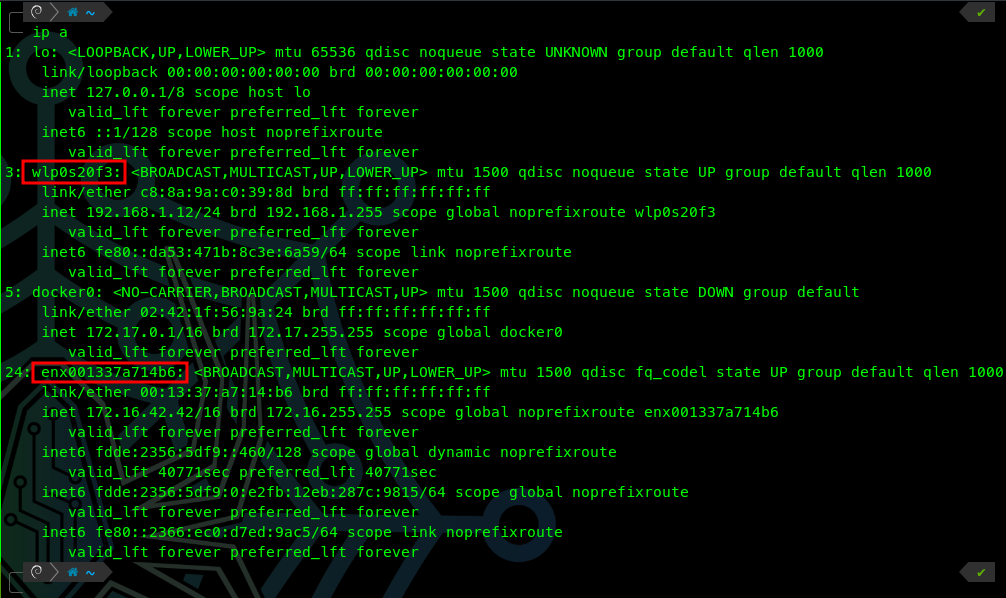 ~
ip a
1: lo: <LOOPBACK,UP,LOWER_UP> mtu 65536 qdisc noqueue state UNKNOWN group default qlen 1000
link/loopback 00:00:00:00:00:00 brd 00:00:00:00:00:00
inet 127.0.0.1/8 scope host lo
valid_lft forever preferred_lft forever
inet6 ::1/128 scope host noprefixroute
valid_lft forever preferred_lft forever
3: wlp0s20f3: <BROADCAST,MULTICAST,UP,LOWER_UP> mtu 1500 qdisc noqueue state UP group default qlen 1000
link/ether c8:8a:9a:c0:39:8d brd ff:ff:ff:ff:ff:ff
inet 192.168.1.12/24 brd 192.168.1.255 scope global noprefixroute wlp0s20f3
valid_lft forever preferred_lft forever
inet6 fe80::da53:471b:8c3e:6a59/64 scope link noprefixroute
valid_lft forever preferred_lft forever
5: docker0: <NO-CARRIER,BROADCAST,MULTICAST,UP> mtu 1500 qdisc noqueue state DOWN group default
link/ether 02:42:1f:56:9a:24 brd ff:ff:ff:ff:ff:ff
inet 172.17.0.1/16 brd 172.17.255.255 scope global docker0
valid_lft forever preferred_lft forever
24: enx001337a714b6: <BROADCAST,MULTICAST,UP,LOWER_UP> mtu 1500 qdisc fq_codel state UP group default qlen 1000
link/ether 00:13:37:a7:14:b6 brd ff:ff:ff:ff:ff:ff
inet 172.16.42.42/16 brd 172.16.255.255 scope global noprefixroute enx001337a714b6
valid_lft forever preferred_lft forever
inet6 fdde:2356:5df9::460/128 scope global dynamic noprefixroute
valid_lft 40771sec preferred_lft 40771sec
inet6 fdde:2356:5df9:0:e2fb:12eb:287c:9815/64 scope global noprefixroute
valid_lft forever preferred_lft forever
inet6 fe80::2366:ec0:d7ed:9ac5/64 scope link noprefixroute
valid_lft forever preferred_lft forever
~